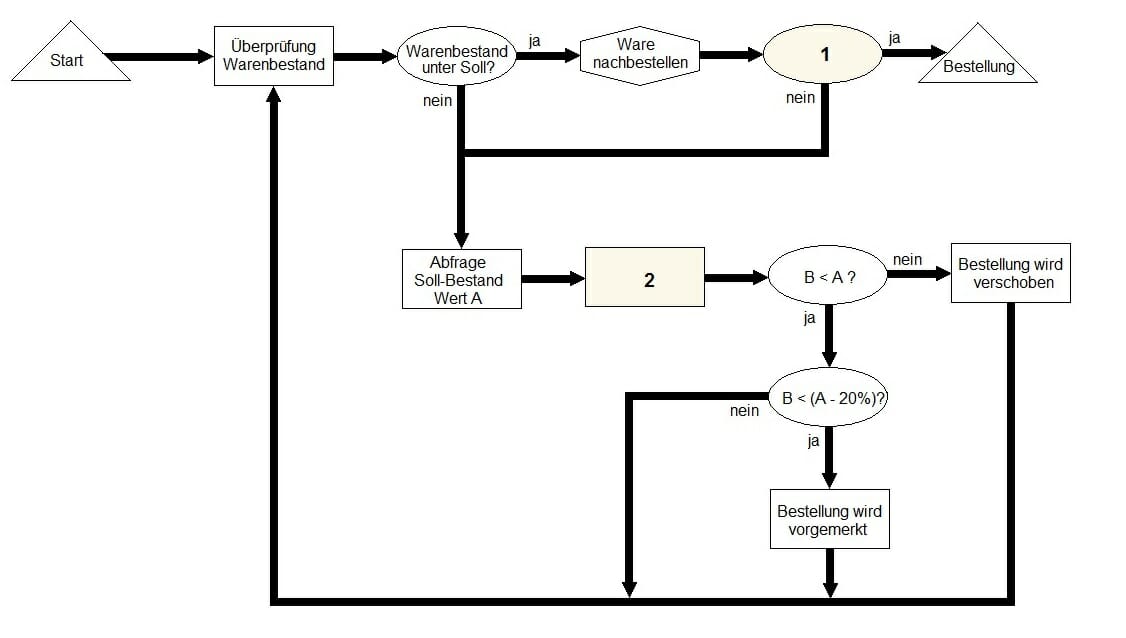 Start
Überprüfung
Warenbestand
Warenbestand
unter Soll?
ja
Ware
nachbestellen
1
ja
Bestellung
nein
nein
Abfrage
Soll-Bestand
Wert A
2
B < A ?
nein
Bestellung wird
verschoben
ja
B < (A - 20%)?
nein
ja
Bestellung wird
vorgemerkt